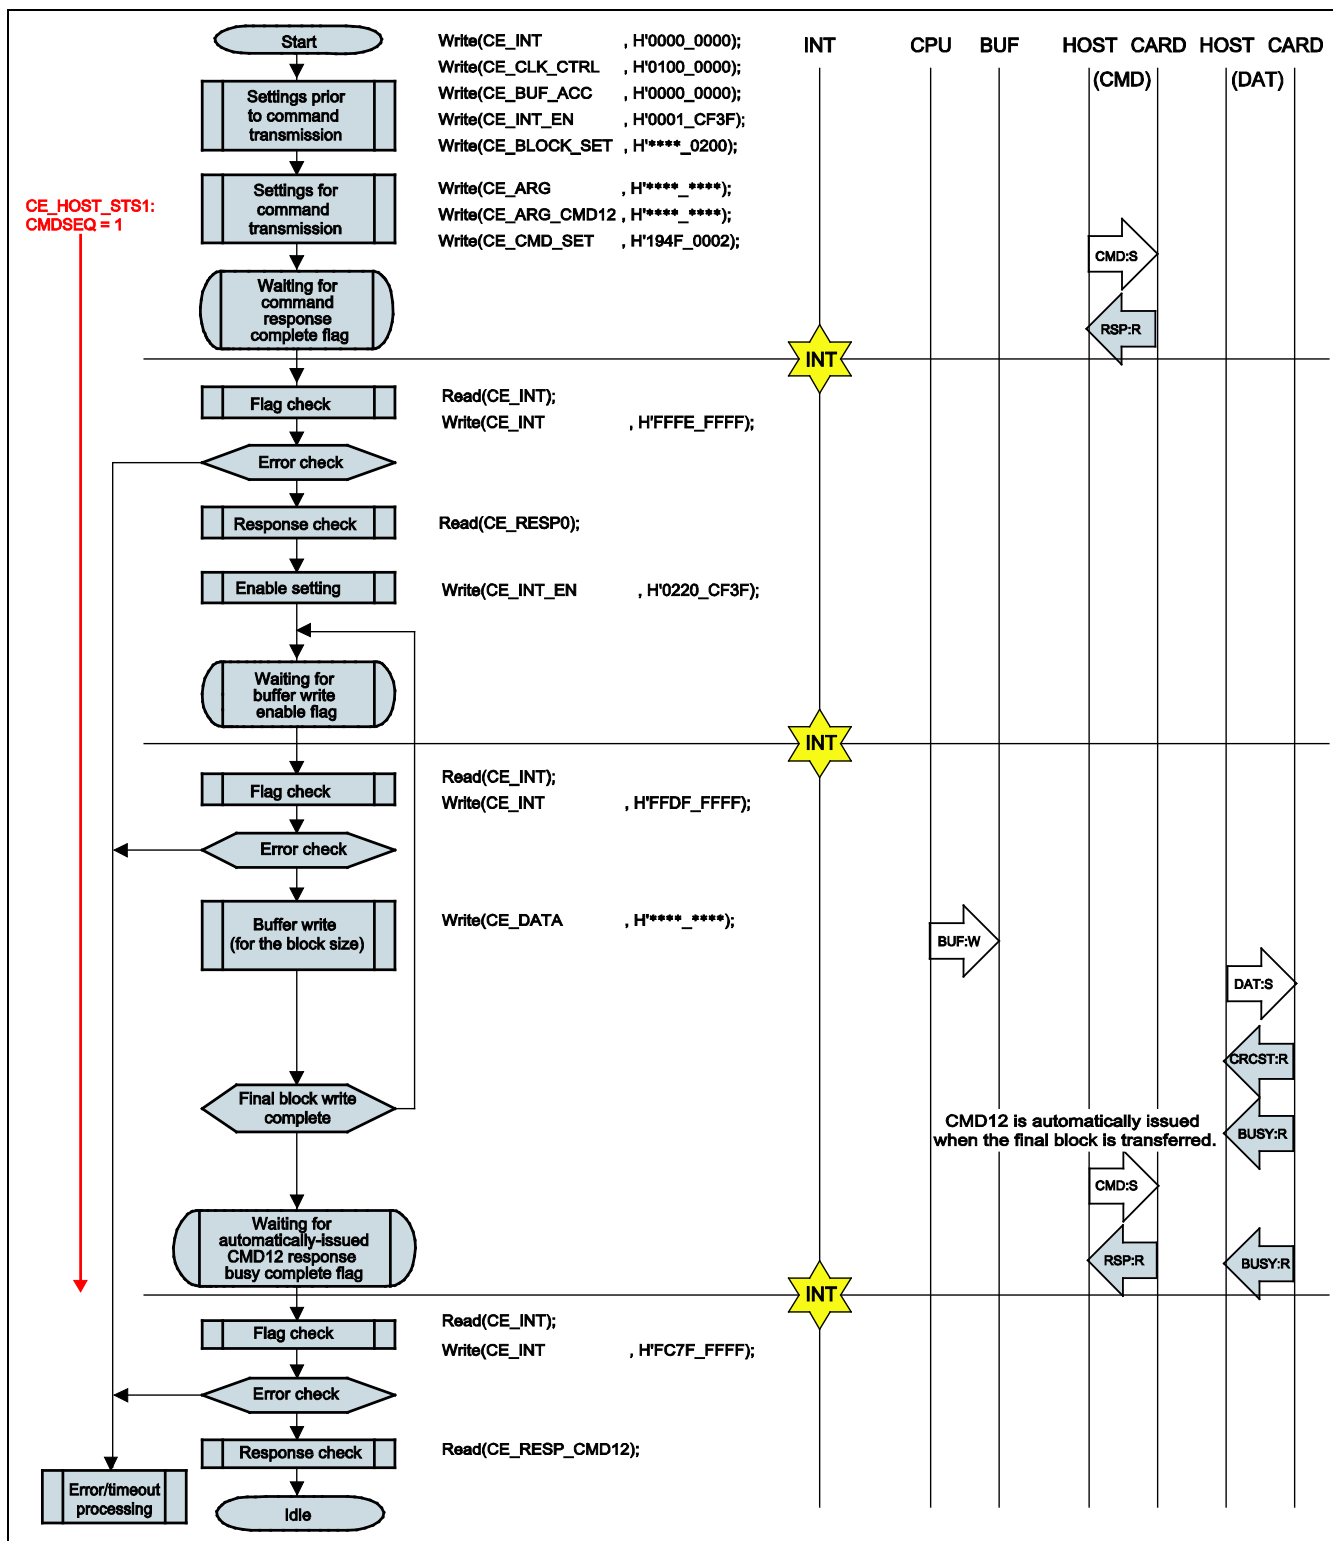 Start
Write(CE_INT , H'0000_0000);
INT
CPU
BUF
HOST CARD
HOST CARD
(CMD)
(DAT)
Write(CE_CLK_CTRL , H'0100_0000);
Settings prior
to command
transmission
Write(CE_BUF_ACC , H'0000_0000);
Write(CE_INT_EN , H'0001_CF3F);
Write(CE_BLOCK_SET , H'****_0200);
CE_HOST_STS1:
CMDSEQ = 1
Settings for
command
transmission
Write(CE_ARG , H'****_****);
Write(CE_ARG_CMD12 , H'****_****);
Write(CE_CMD_SET , H'194F_0002);
CMD:S
Waiting for
command
response
complete flag
RSP:R
INT
Flag check
Read(CE_INT);
Write(CE_INT , H'FFFE_FFFF);
Error check
Response check
Read(CE_RESP0);
Enable setting
Write(CE_INT_EN , H'0220_CF3F);
Waiting for
buffer write
enable flag
INT
Flag check
Read(CE_INT);
Write(CE_INT , H'FFDF_FFFF);
Error check
Buffer write
(for the block size)
Write(CE_DATA , H'****_****);
BUF:W
DAT:S
CRCST:R
Final block write
complete
CMD12 is automatically issued
when the final block is transferred.
BUSY:R
CMD:S
Waiting for
automatically-issued
CMD12 response
busy complete flag
RSP:R
BUSY:R
INT
Flag check
Read(CE_INT);
Write(CE_INT , H'FC7F_FFFF);
Error check
Response check
Read(CE_RESP_CMD12);
Error/timeout
processing
Idle